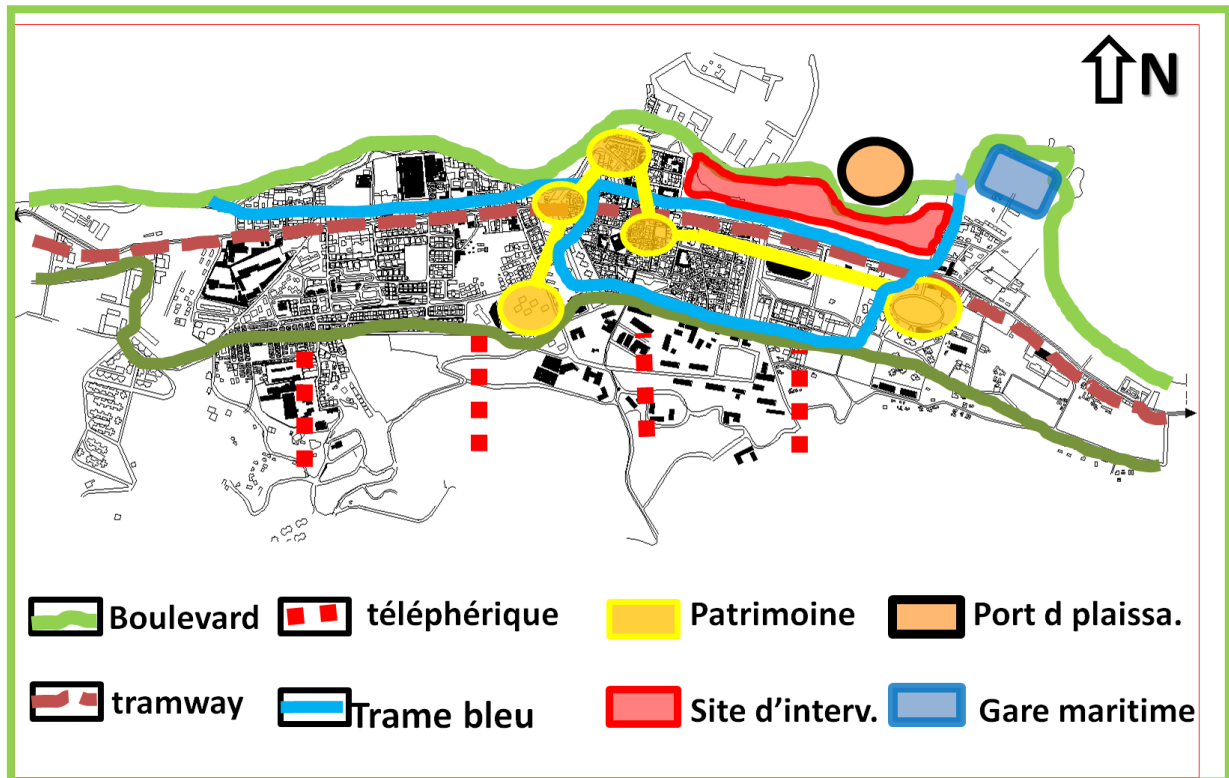 N
Boulevard
téléphérique
Patrimoine
Port d plaissa.
tramway
Trame bleu
Site d’interv.
Gare maritime